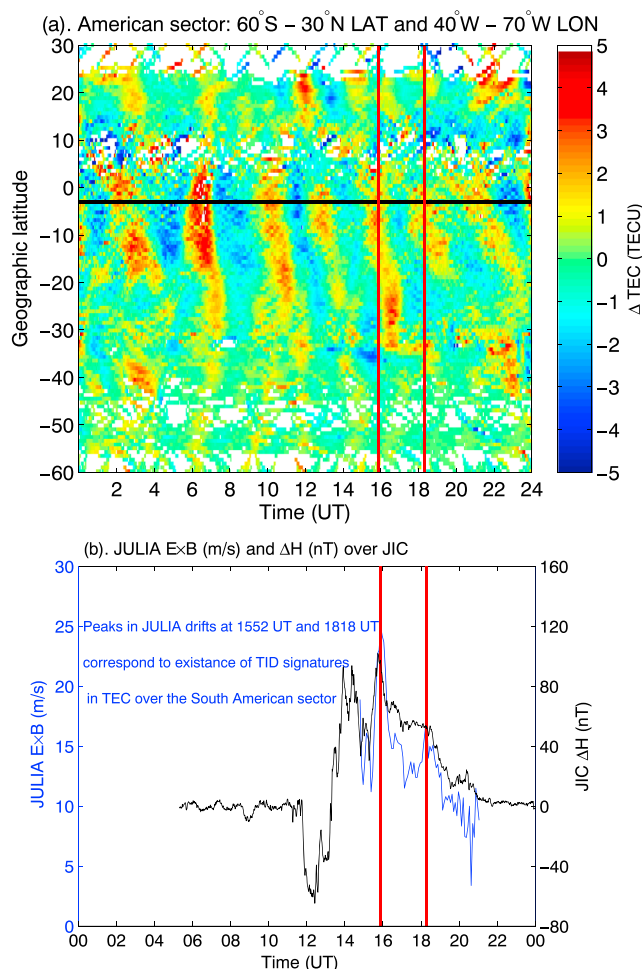 (a). American sector: 60°S − 30°N LAT and 40°W − 70°W LON
30
20
10
0
−10
−20
−30
−40
−50
−60
Geographic latitude
2 4 6 8 10 12 14 16 18 20 22 24
Time (UT)
5
4
3
2
1
0
−1
−2
−3
−4
−5
Δ TEC (TECU)
(b). JULIA E×B (m/s) and ΔH (nT) over JIC
30
25
20
15
10
5
0
JULIA E×B (m/s)
Peaks in JULIA drifts at 1552 UT and 1818 UT
correspond to existance of TID signatures
in TEC over the South American sector
160
120
80
40
0
−40
−80
JIC ΔH (nT)
00 02 04 06 08 10 12 14 16 18 20 21 00
Time (UT)